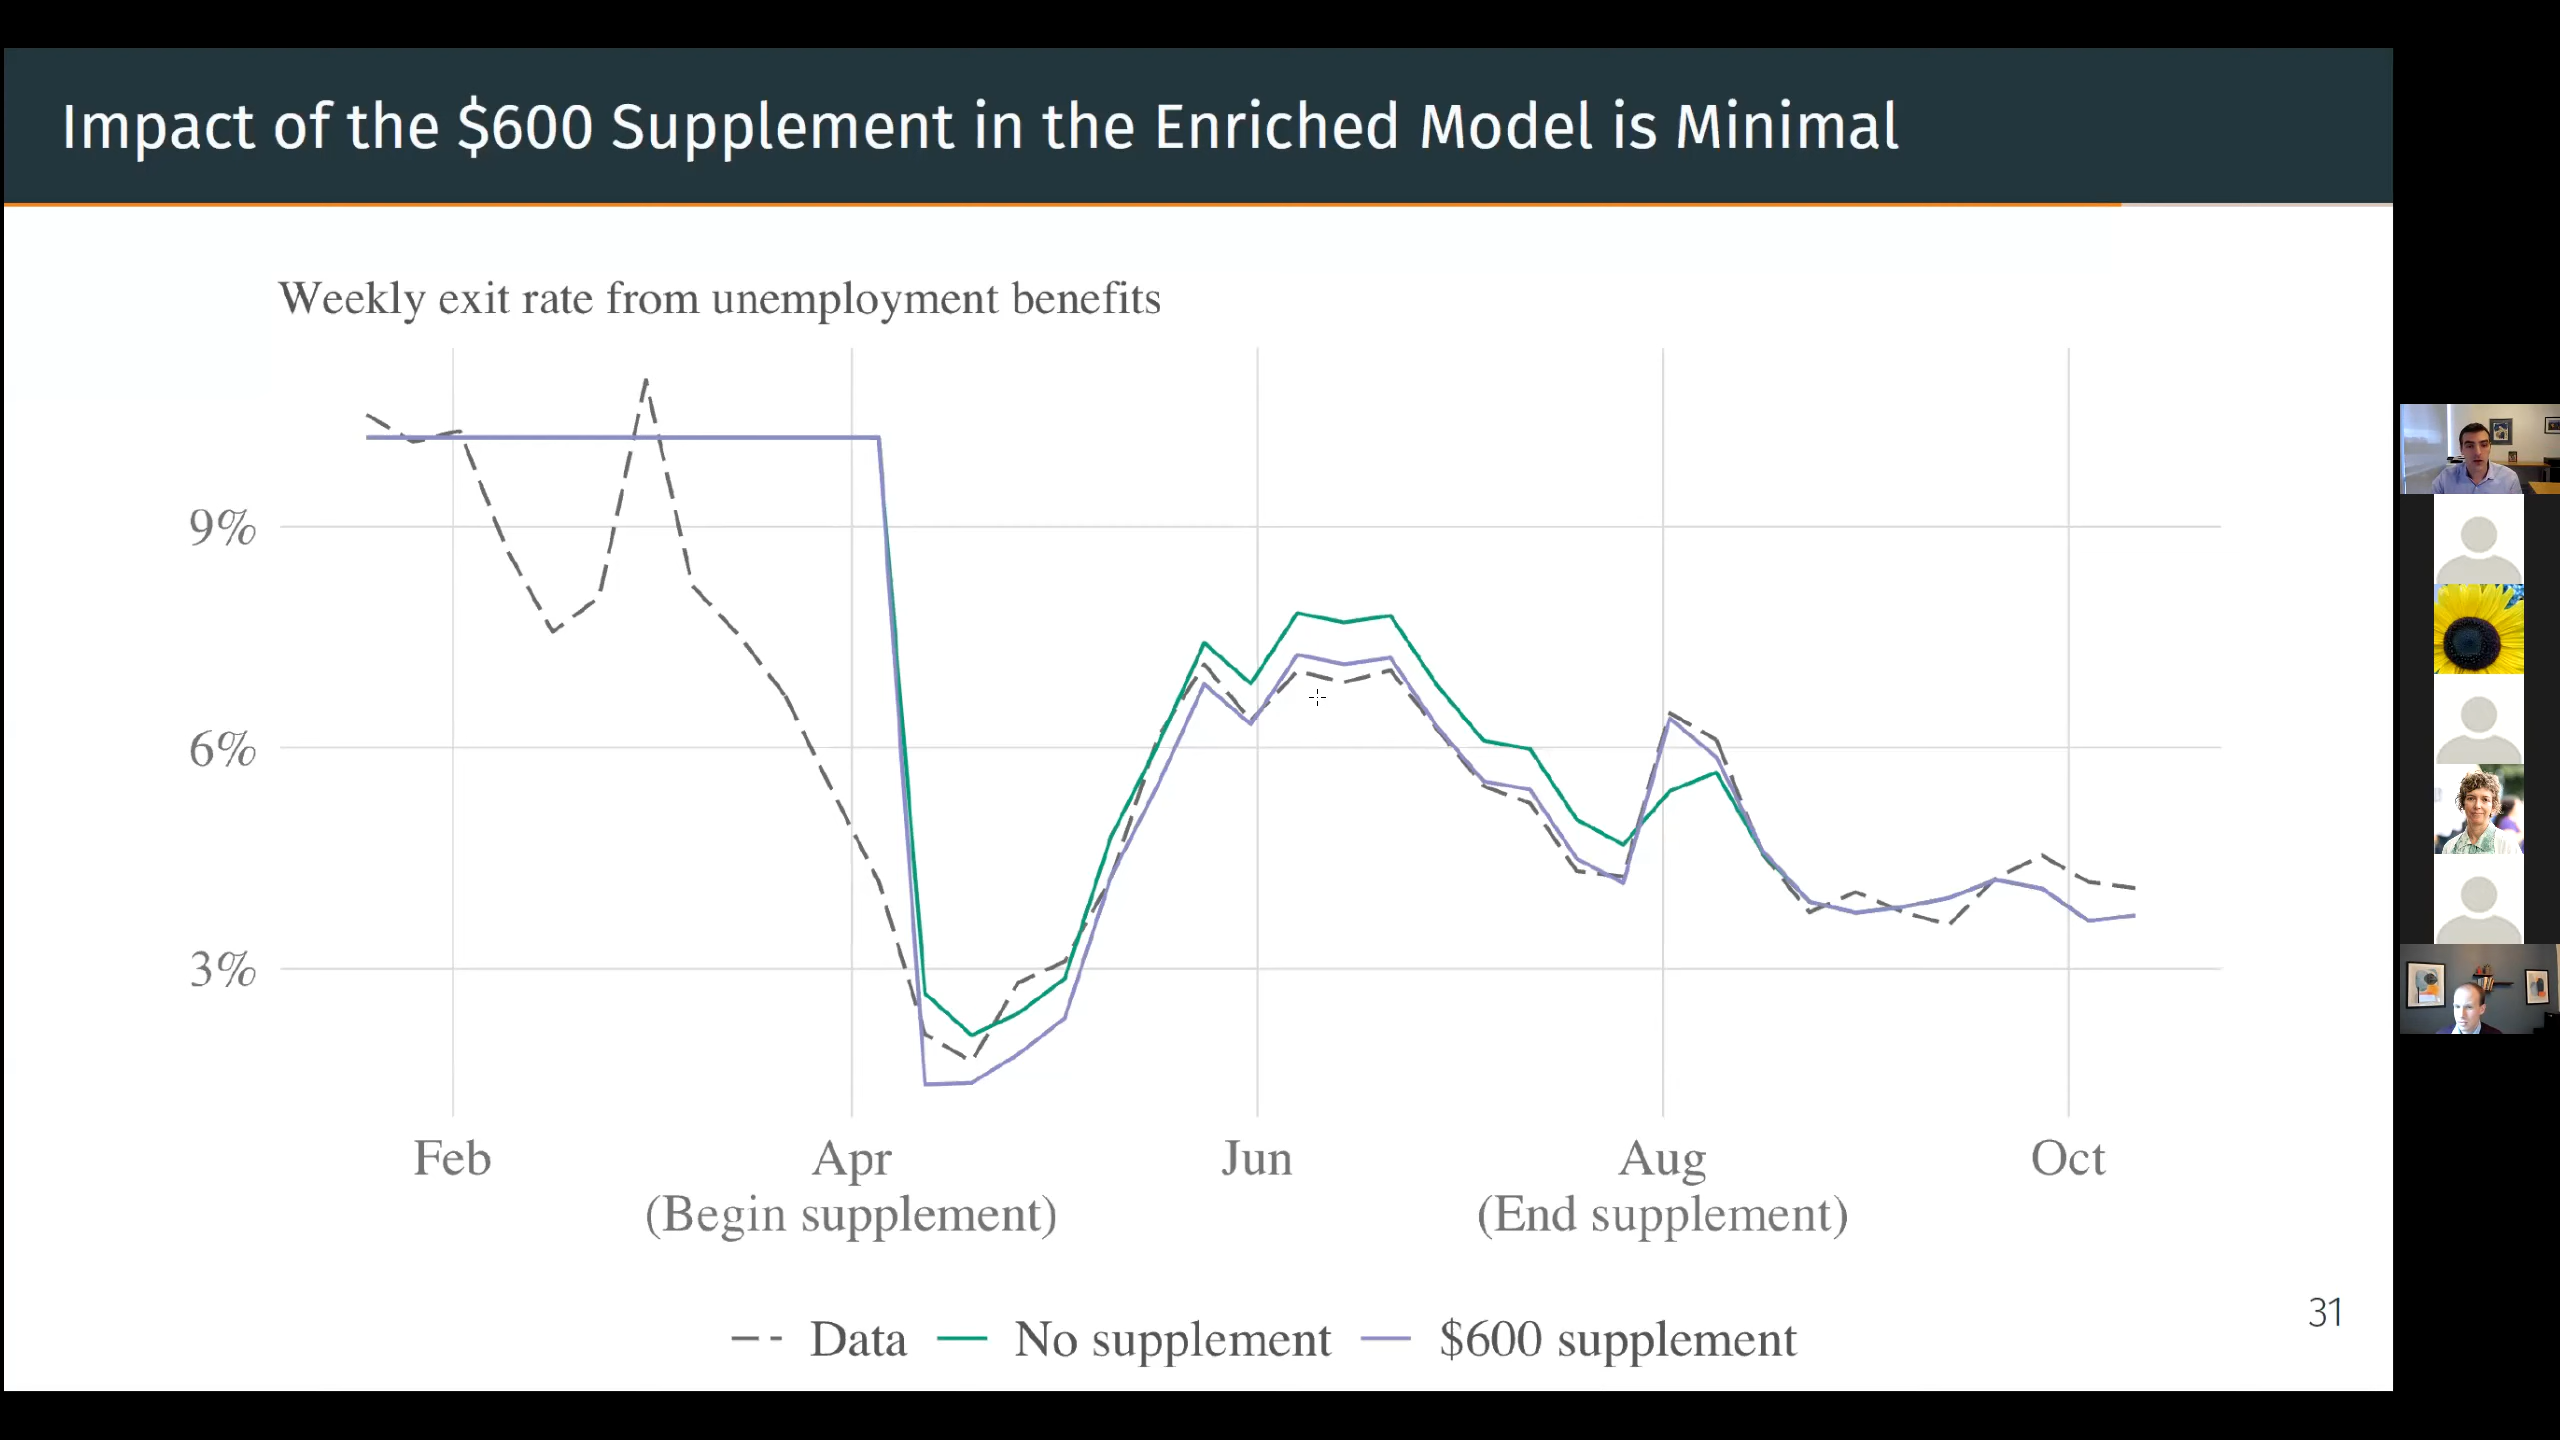 Impact of the $600 Supplement in the Enriched Model is Minimal
Weekly exit rate from unemployment benefits
9%
6%
3%
Feb Apr Jun Aug Oct
(Begin supplement) (End supplement)
Data No supplement $600 supplement
31